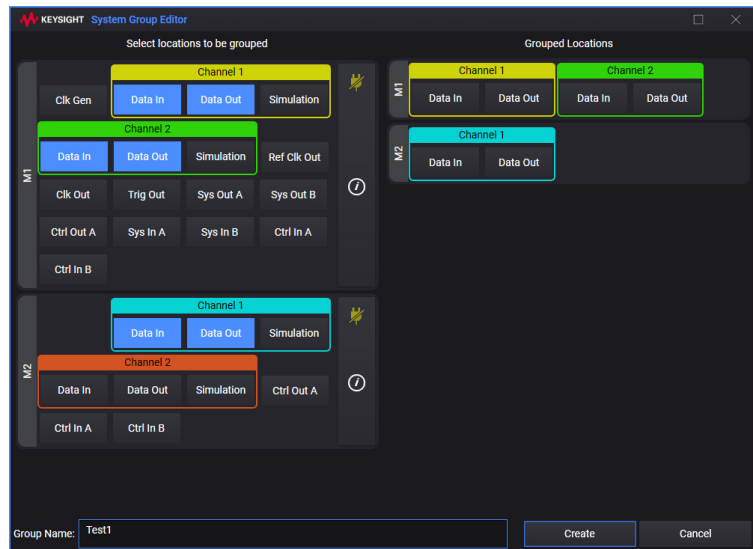 KEYSIGHT System Group Editor
Select locations to be grouped
Channel 1
Clk Gen Data In Data Out Simulation
Channel 2
Data In Data Out Simulation Ref Clk Out
M1
Clk Out Trig Out Sys Out A Sys Out B
Ctrl Out A Sys In A Sys In B Ctrl In A
Ctrl In B
Channel 1
Data In Data Out Simulation
Channel 2
M2
Data In Data Out Simulation Ctrl Out A
Ctrl In A Ctrl In B
Grouped Locations
Channel 1 Channel 2
M1
Data In Data Out Data In Data Out
Channel 1
M2
Data In Data Out
Group Name: Test1
Create Cancel